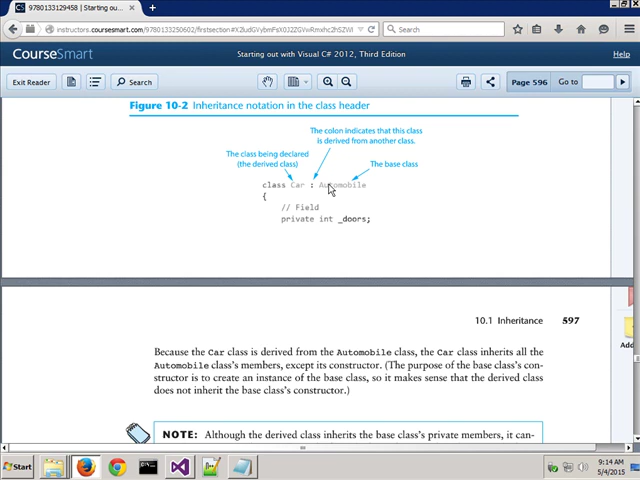 9780133129458 | Starting out...
instructors.coursesmart.com/9780133250602/firstsection#X2ludGVybmFsX0J2ZGVwRmxpHs0xJTc4MDEzMzEyOTQ1OC9pZ
Search
CourseSmart
Starting out with Visual C# 2012, Third Edition
Help
Exit Reader
Search
Page 596
Go to
Figure 10-2 Inheritance notation in the class header
The colon indicates that this class
is derived from another class.
The class being declared
(the derived class)
The base class
class Car : Automobile
{
// Field
private int _doors;
10.1 Inheritance 597
Because the Car class is derived from the Automobile class, the Car class inherits all the
Automobile class's members, except its constructor. (The purpose of the base class's con-
structor is to create an instance of the base class, so it makes sense that the derived class
does not inherit the base class's constructor.)
Add
NOTE: Although the derived class inherits the base class's private members, it can-
Start
9:14 AM
5/4/2015